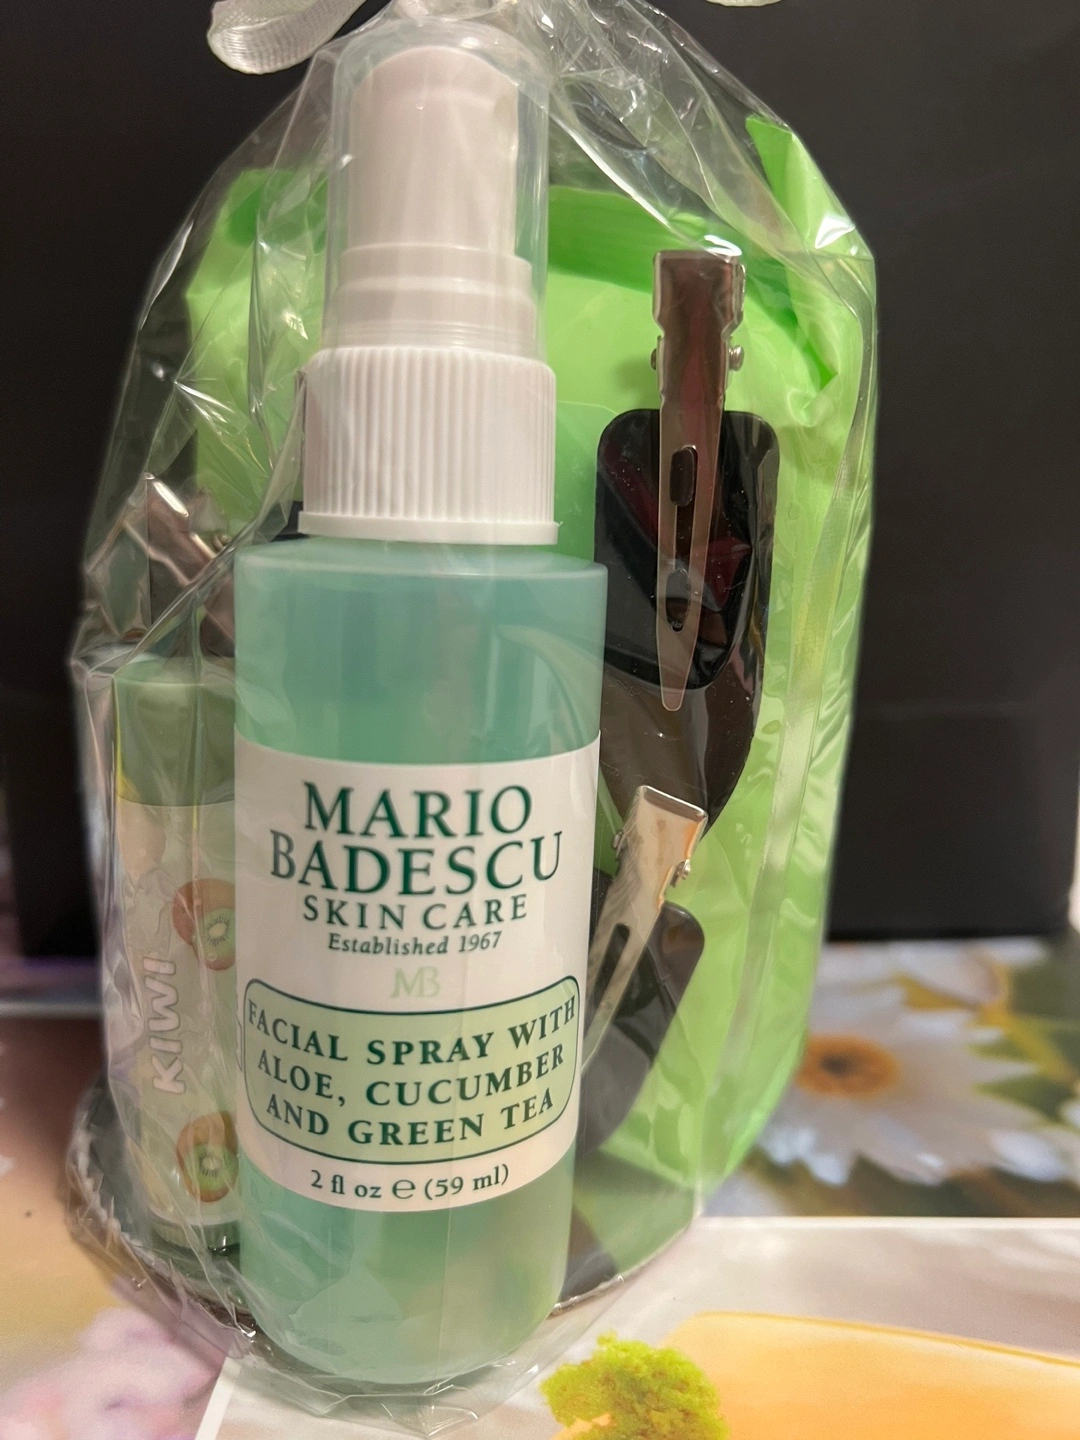 MARIO
BADESCU
SKIN CARE
Established 1967
MB
FACIAL SPRAY WITH
ALOE, CUCUMBER
AND GREEN TEA
2 fl oz ℮ (59 ml)
KIWI